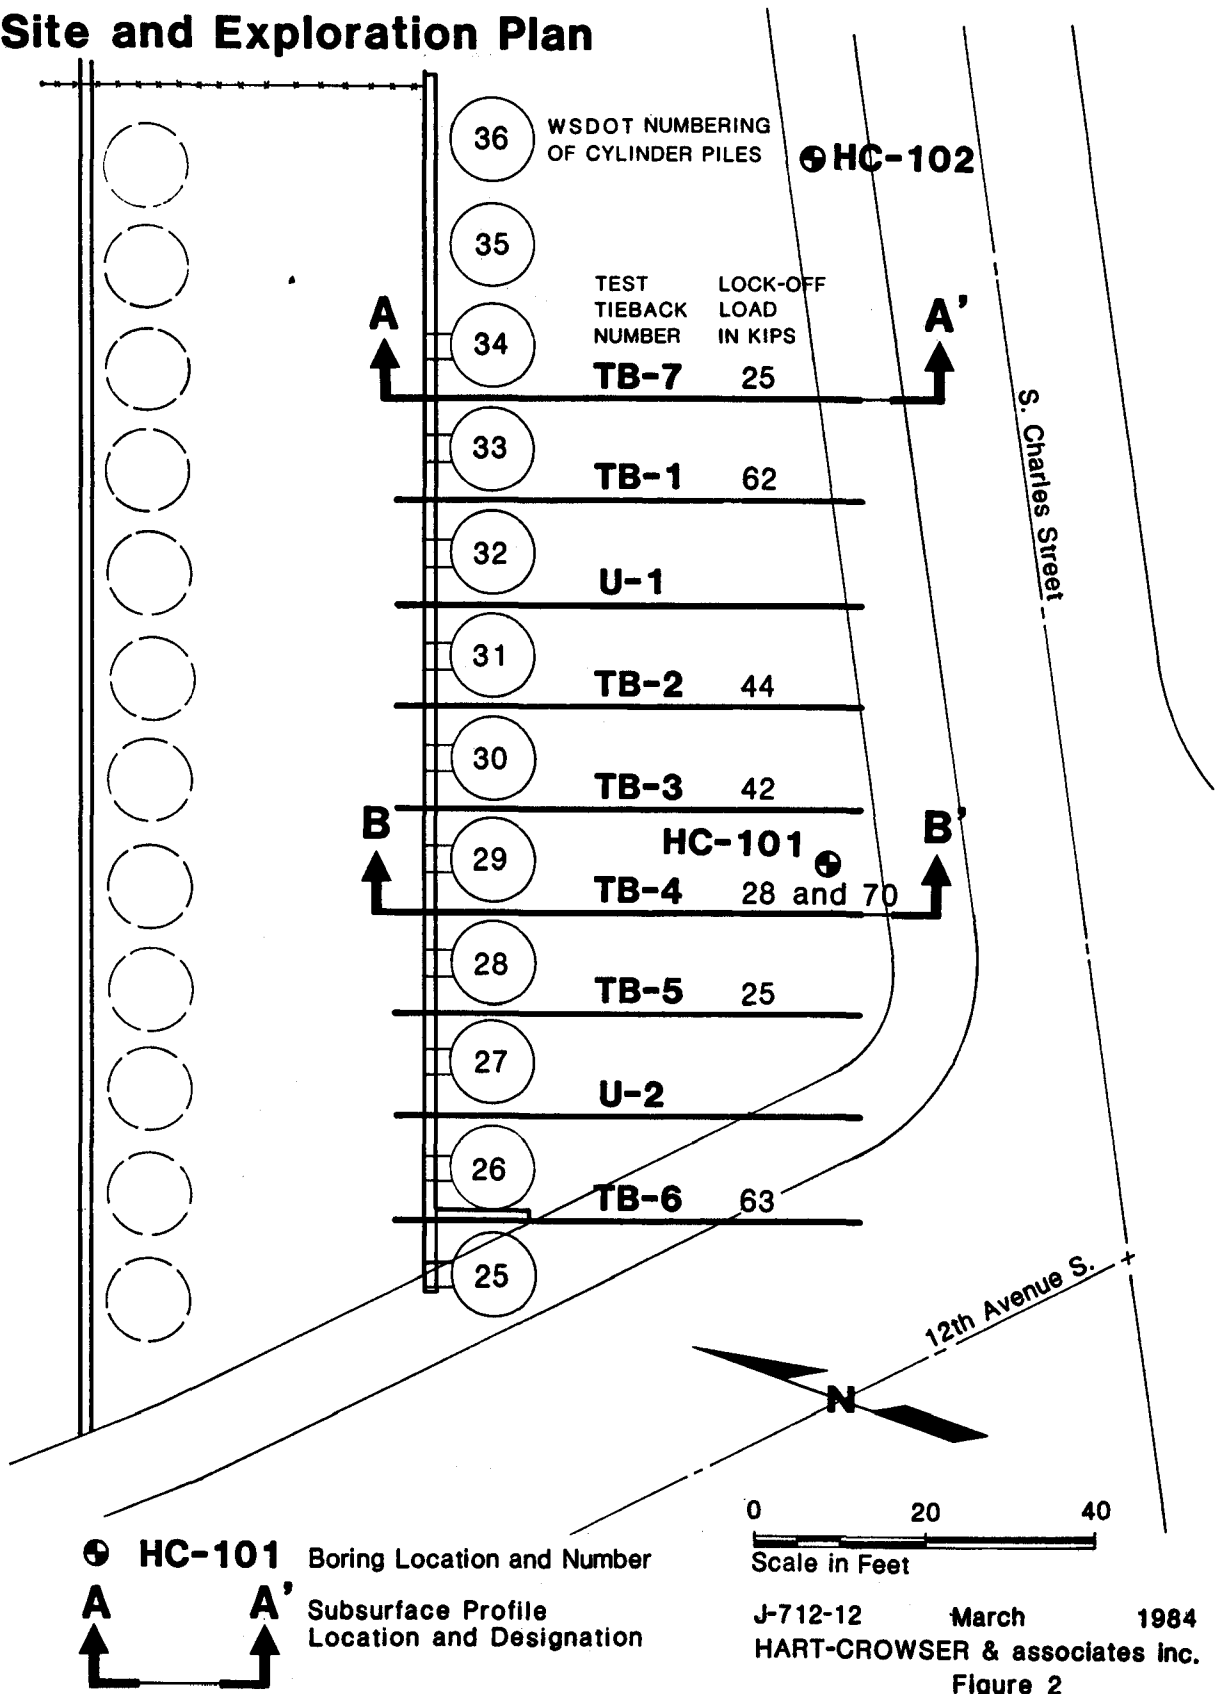 Site and Exploration Plan
36
WSDOT NUMBERING
OF CYLINDER PILES
HC-102
35
TEST
TIEBACK
NUMBER
LOCK-OFF
LOAD
IN KIPS
A
A'
34
TB-7 25
S. Charles Street
33
TB-1 62
32
U-1
31
TB-2 44
30
TB-3 42
B
B'
HC-101
29
TB-4 28 and 70
28
TB-5 25
27
U-2
26
TB-6 63
25
12th Avenue S.
N
0 20 40
Scale in Feet
HC-101 Boring Location and Number
A A' Subsurface Profile
Location and Designation
J-712-12 March 1984
HART-CROWSER & associates inc.
Figure 2